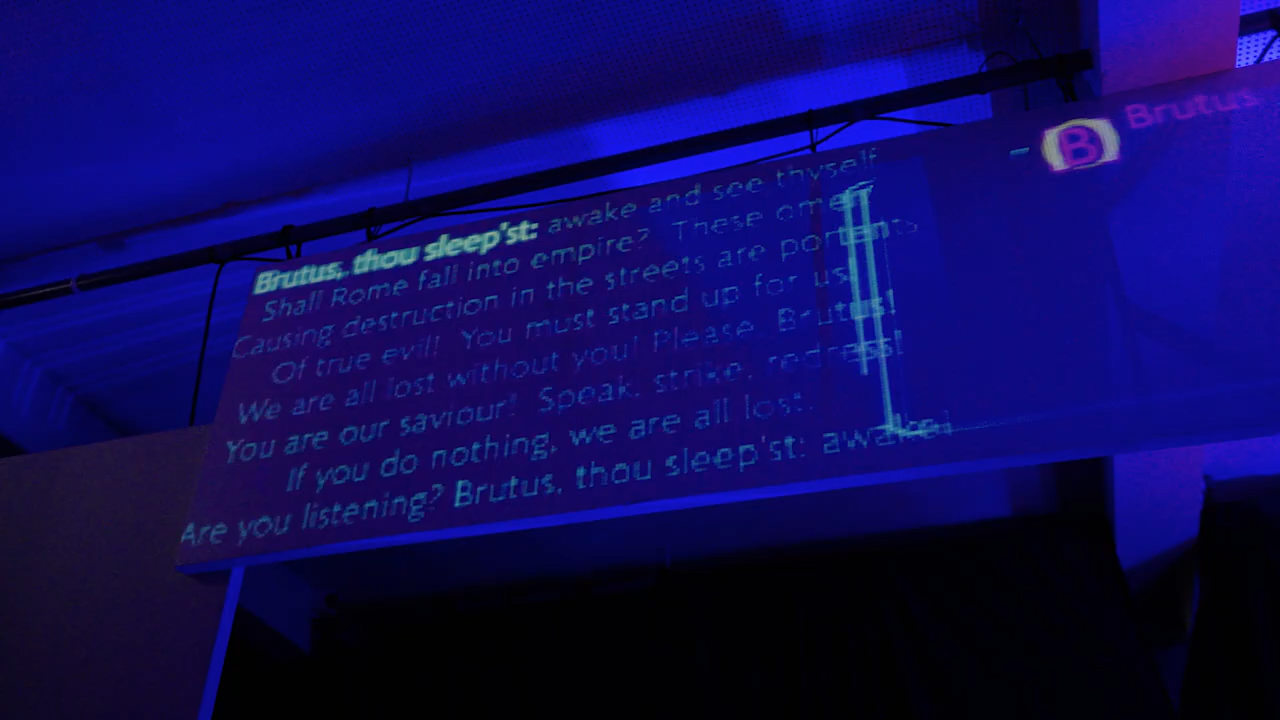 Brutus, thou sleep'st: awake and see thyself
Shall Rome fall into empire? These omens
Causing destruction in the streets are portents
Of true evil! You must stand up for us,
We are all lost without you! Please, Brutus!
You are our saviour! Speak, strike, redress!
If you do nothing, we are all lost.
Are you listening? Brutus, thou sleep'st: awake!
B Brutus